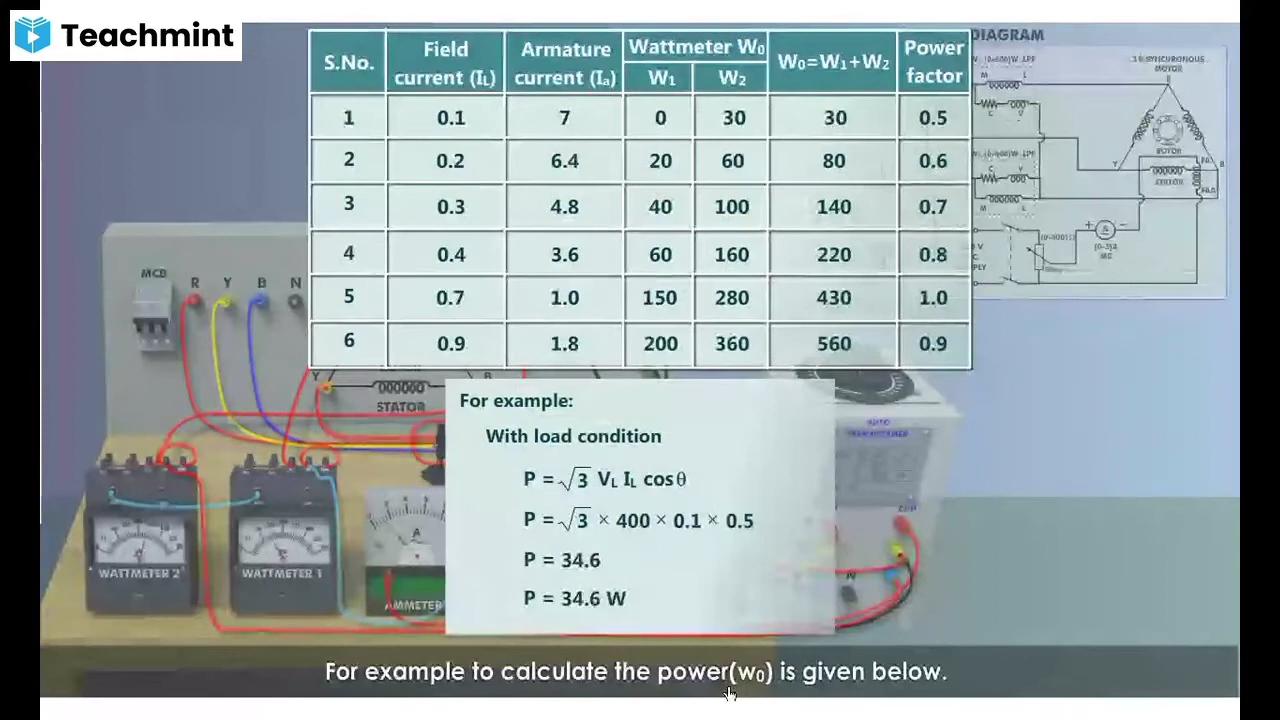 Teachmint
DIAGRAM
S.No. Field current (IL) Armature current (Ia) Wattmeter W₀ W₁ W₂ W₀=W₁+W₂ Power factor
1 0.1 7 0 30 30 0.5
2 0.2 6.4 20 60 80 0.6
3 0.3 4.8 40 100 140 0.7
4 0.4 3.6 60 160 220 0.8
5 0.7 1.0 150 280 430 1.0
6 0.9 1.8 200 360 560 0.9
MCB R Y B N
Y B
STATOR
3 Φ SYNCHRONOUS
MOTOR
ROTOR
STATOR
For example:
With load condition
P = √3 VL IL cosθ
P = √3 × 400 × 0.1 × 0.5
P = 34.6
P = 34.6 W
WATTMETER 2
WATTMETER 1
A
AMMETER
For example to calculate the power(w₀) is given below.